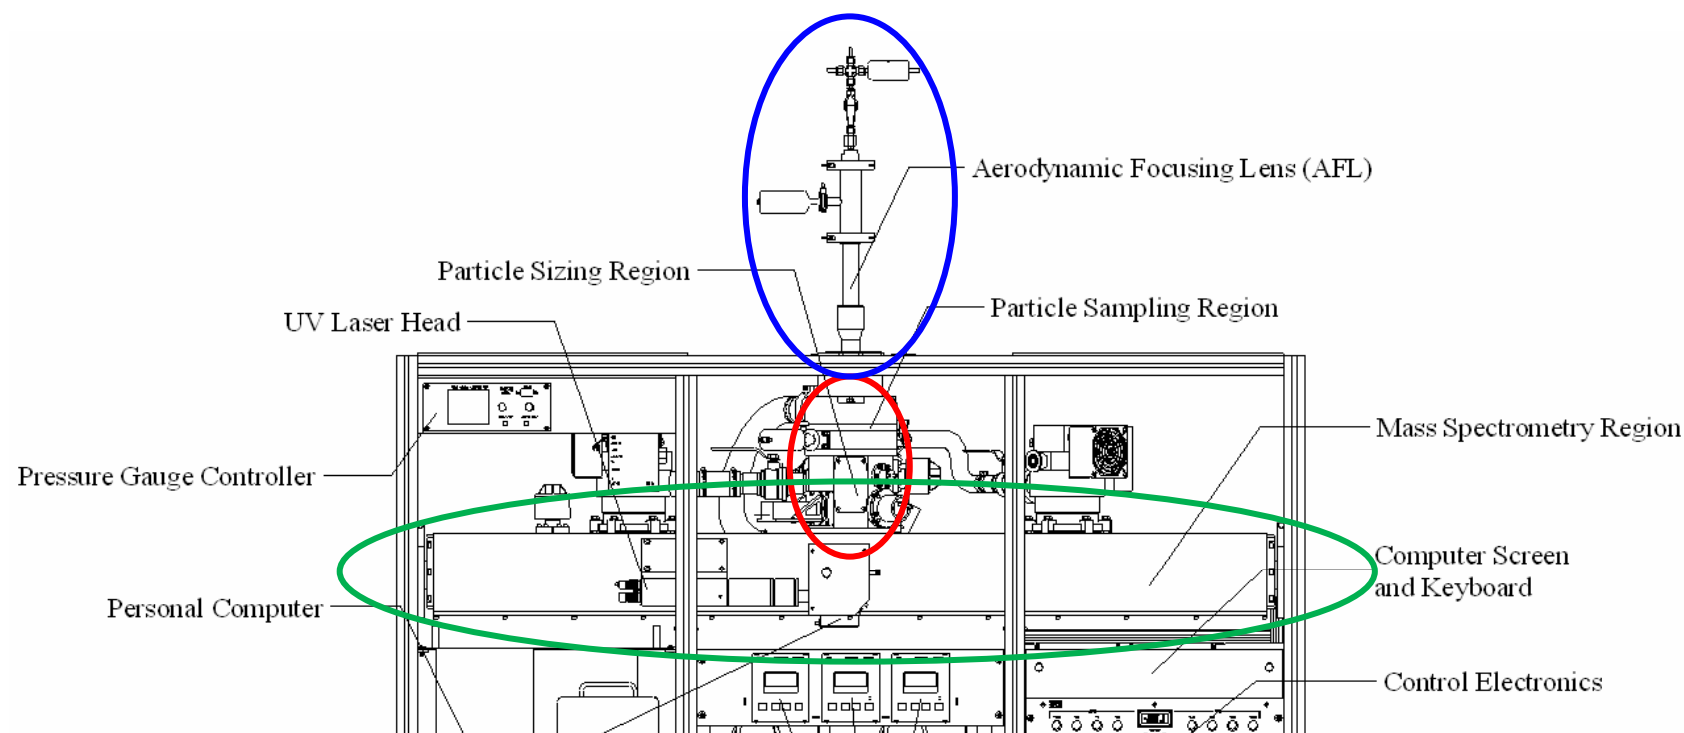 Aerodynamic Focusing Lens (AFL)
Particle Sizing Region
Particle Sampling Region
UV Laser Head
Mass Spectrometry Region
Pressure Gauge Controller
Computer Screen
and Keyboard
Personal Computer
Control Electronics